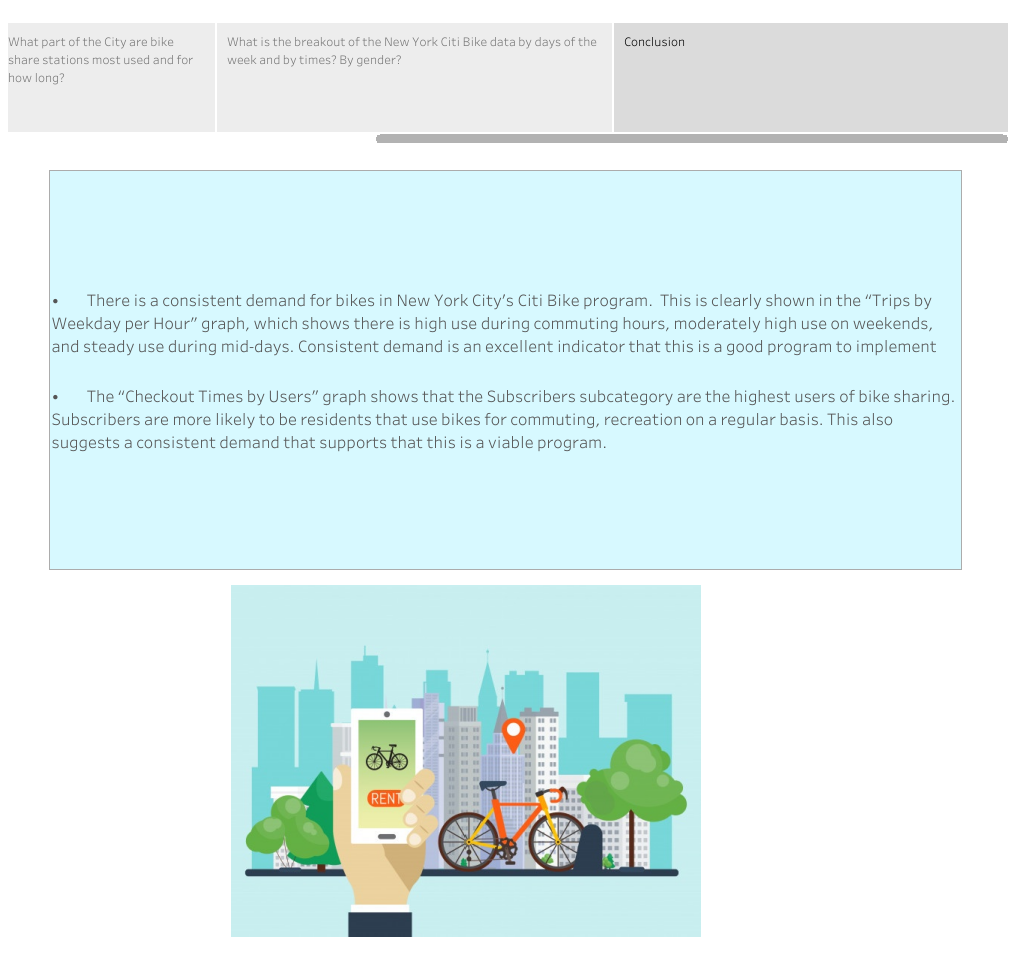 What part of the City are bike
share stations most used and for
how long?
What is the breakout of the New York Citi Bike data by days of the
week and by times? By gender?
Conclusion
•	There is a consistent demand for bikes in New York City’s Citi Bike program.  This is clearly shown in the “Trips by
Weekday per Hour” graph, which shows there is high use during commuting hours, moderately high use on weekends,
and steady use during mid-days. Consistent demand is an excellent indicator that this is a good program to implement
•	The “Checkout Times by Users” graph shows that the Subscribers subcategory are the highest users of bike sharing.
Subscribers are more likely to be residents that use bikes for commuting, recreation on a regular basis. This also
suggests a consistent demand that supports that this is a viable program.
RENT